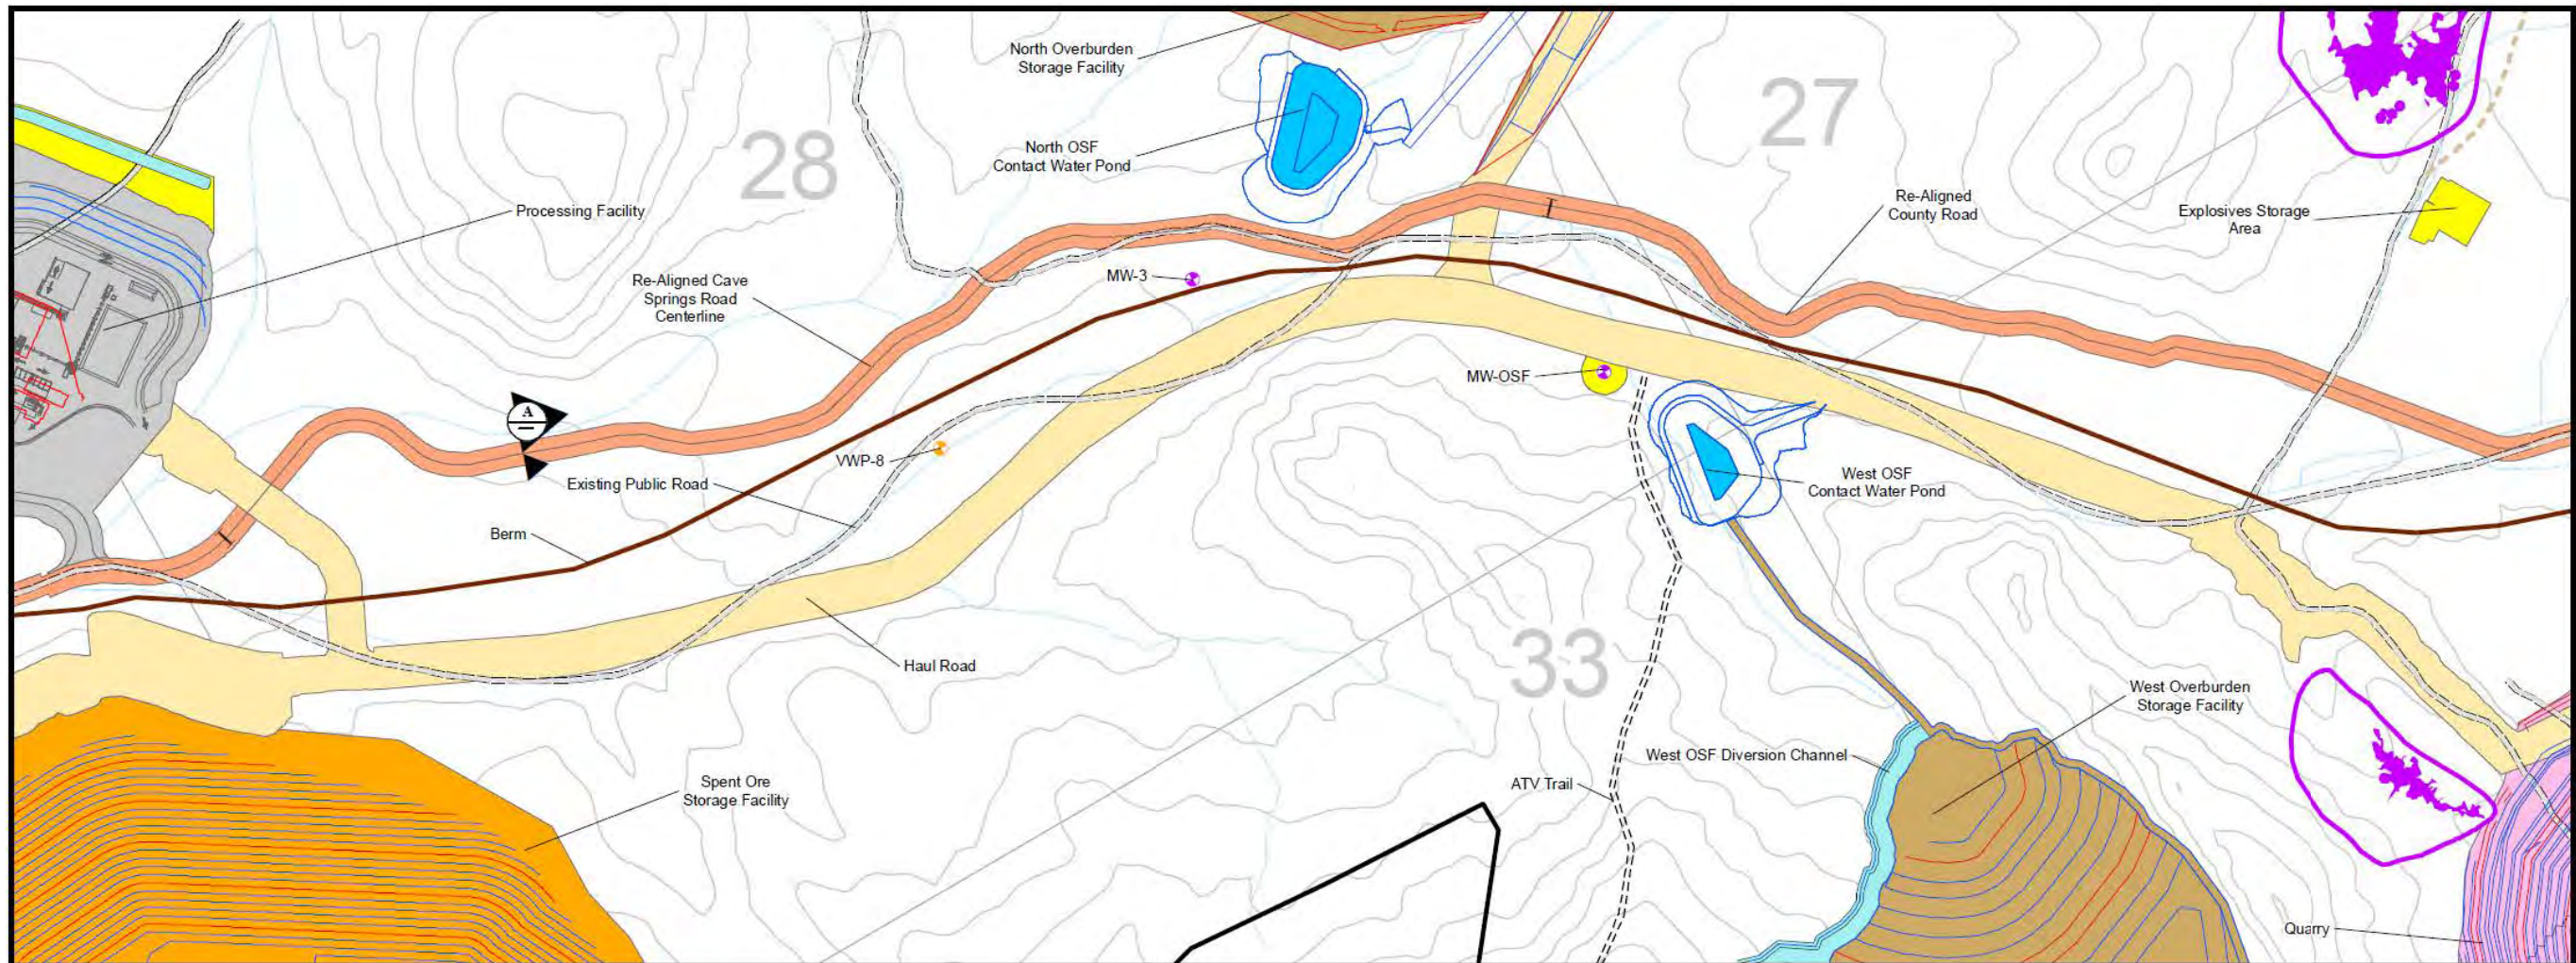 North Overburden
Storage Facility
North OSF
Contact Water Pond
28
27
Processing Facility
Re-Aligned
County Road
Explosives Storage
Area
Re-Aligned Cave
Springs Road
Centerline
MW-3
MW-OSF
A
VWP-8
Existing Public Road
West OSF
Contact Water Pond
Berm
Haul Road
33
West Overburden
Storage Facility
West OSF Diversion Channel
ATV Trail
Spent Ore
Storage Facility
Quarry